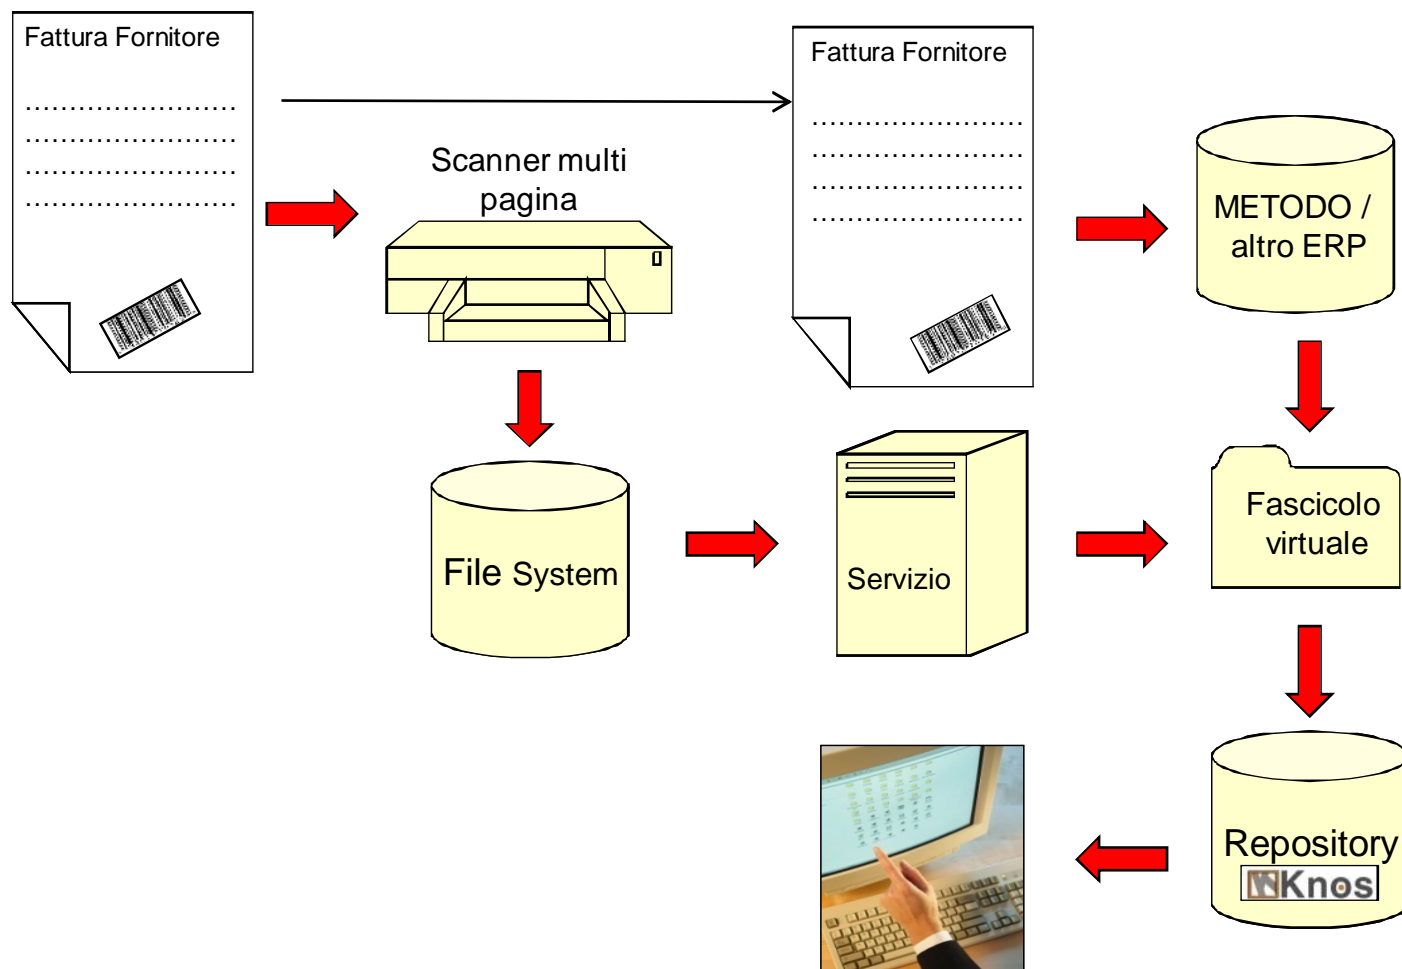 Fattura Fornitore
........................
........................
........................
........................
Scanner multi
pagina
Fattura Fornitore
........................
........................
........................
........................
METODO /
altro ERP
File System
Servizio
Fascicolo
virtuale
Repository
Knos